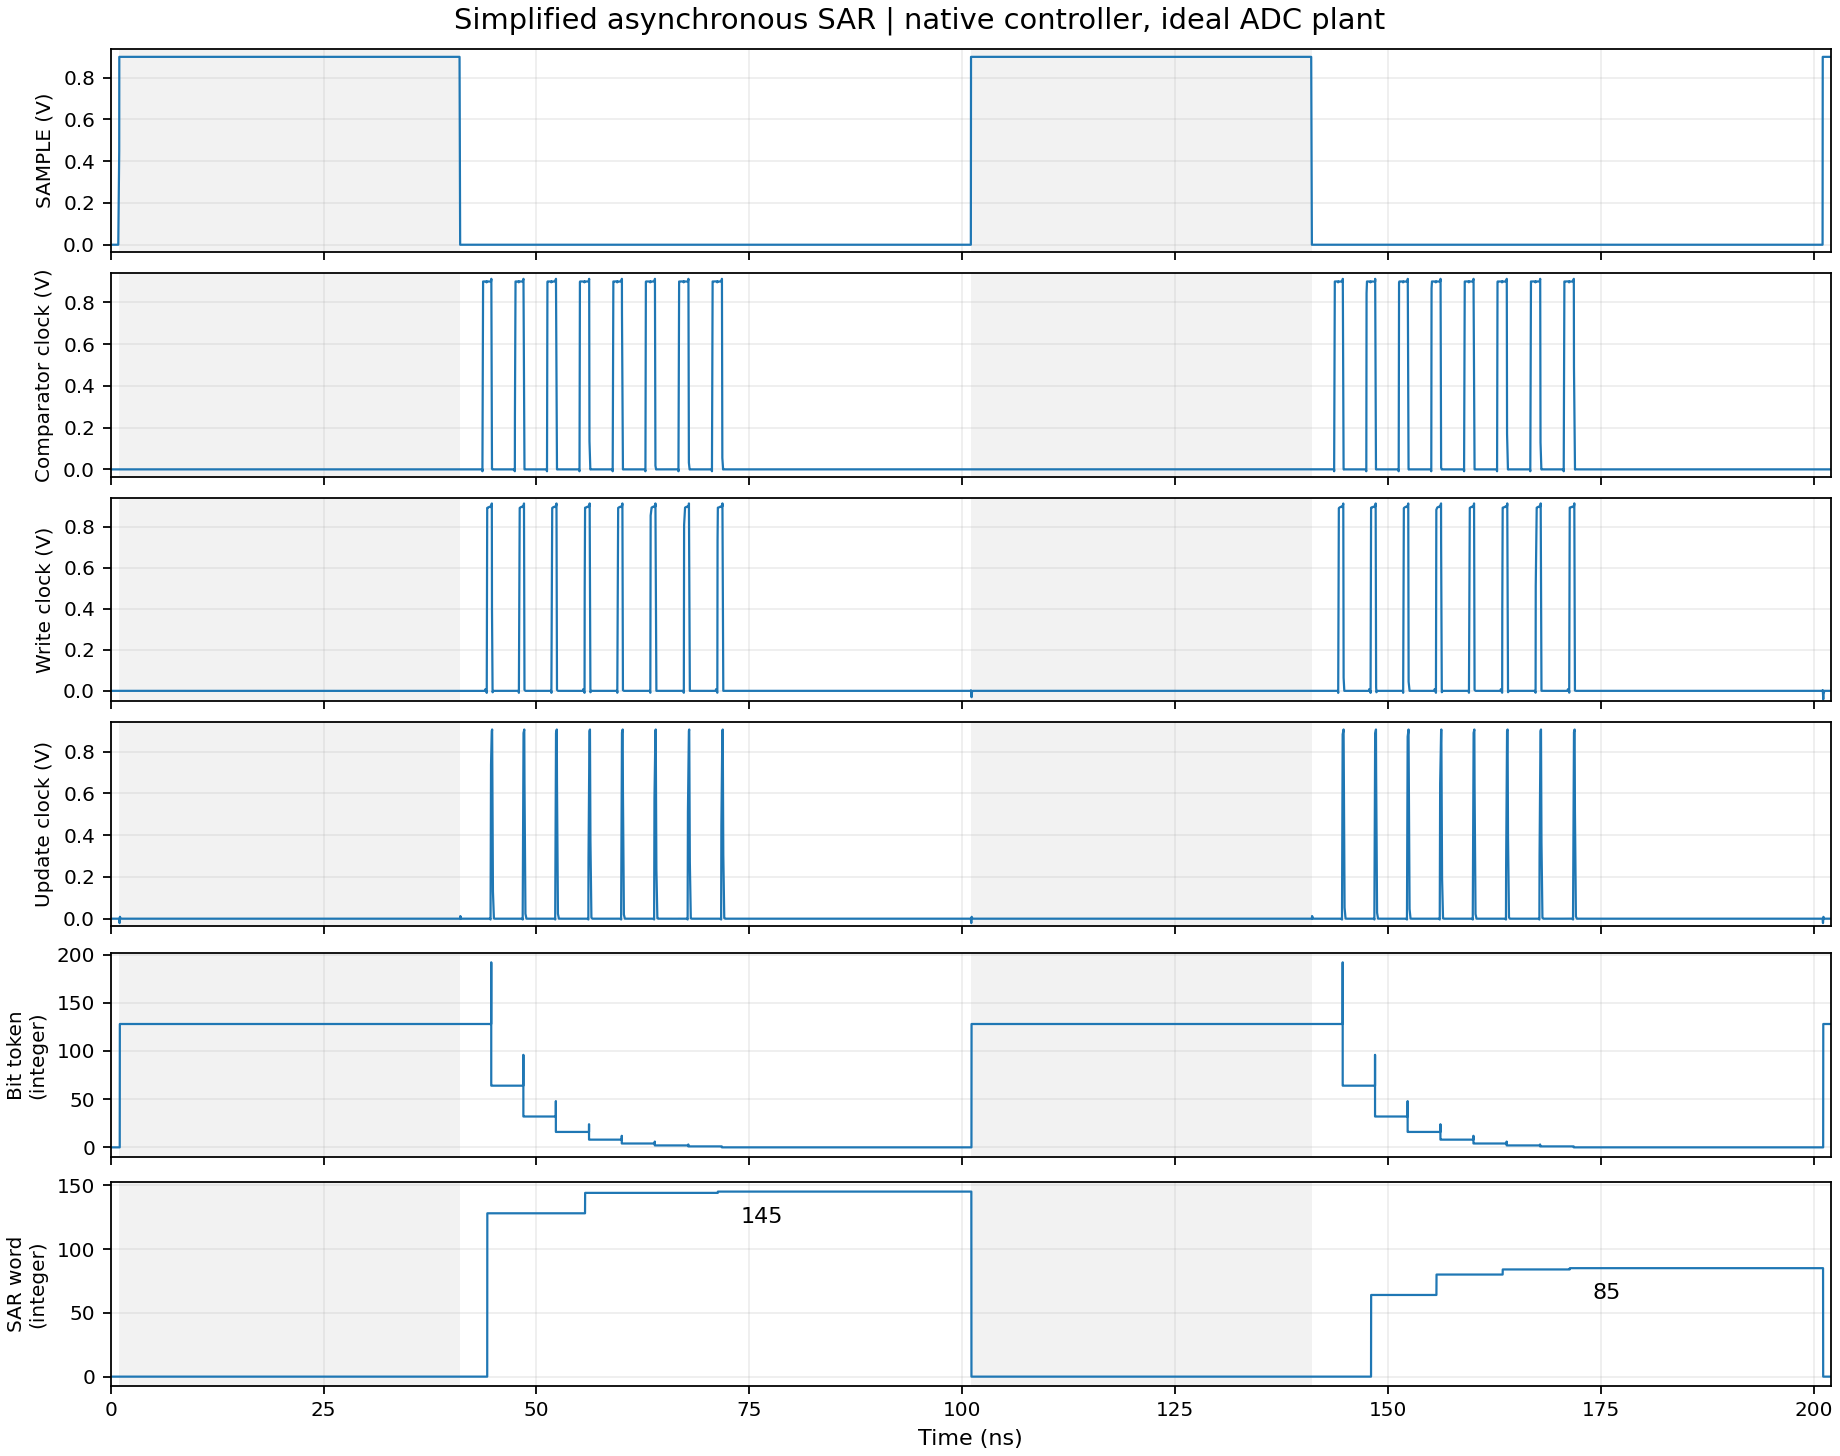 Simplified asynchronous SAR | native controller, ideal ADC plant
SAMPLE (V)
0.8
0.6
0.4
0.2
0.0
Comparator clock (V)
0.8
0.6
0.4
0.2
0.0
Write clock (V)
0.8
0.6
0.4
0.2
0.0
Update clock (V)
0.8
0.6
0.4
0.2
0.0
Bit token
(integer)
200
150
100
50
0
SAR word
(integer)
150
100
50
0
145
85
0 25 50 75 100 125 150 175 200
Time (ns)